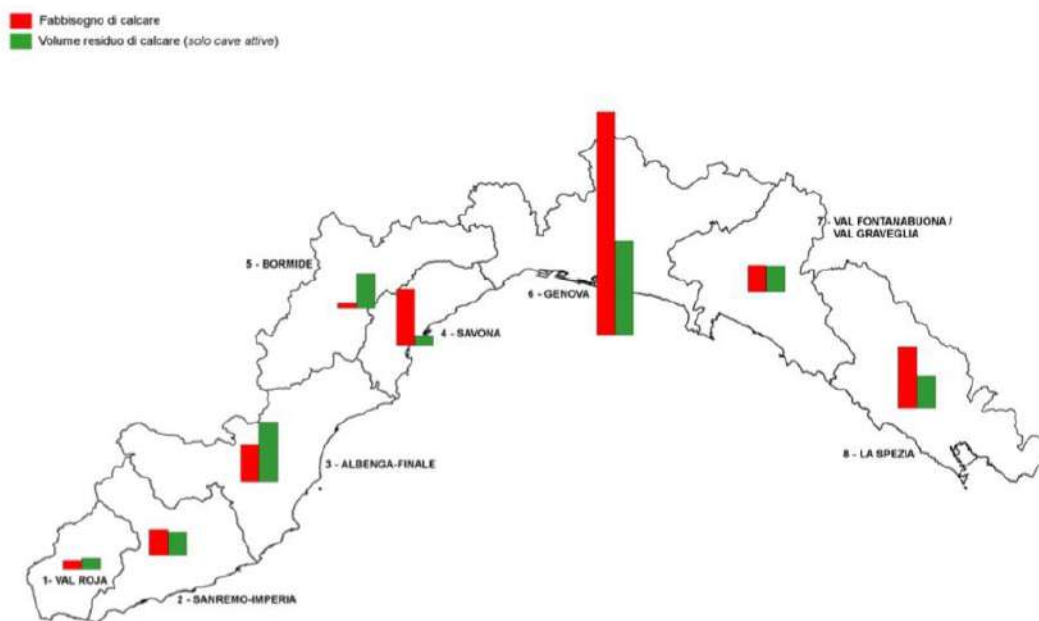 Fabbisogno di calcare
Volume residuo di calcare (solo cave attive)
7 - VAL FONTANABUONA /
VAL GRAVEGLIA
5 - BORMIDE
6 - GENOVA
4 - SAVONA
8 - LA SPEZIA
3 - ALBENGA-FINALE
1- VAL ROJA
2 - SANREMO-IMPERIA